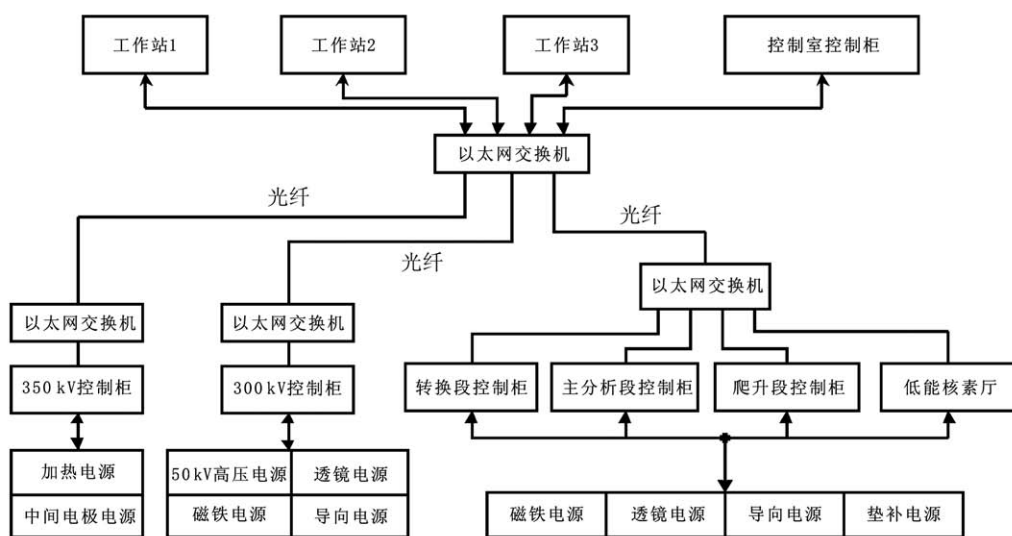 工作站1
工作站2
工作站3
控制室控制柜
以太网交换机
光纤
光纤
光纤
以太网交换机
以太网交换机
以太网交换机
350 kV控制柜
300 kV控制柜
转换段控制柜
主分析段控制柜
爬升段控制柜
低能核素厅
加热电源
中间电极电源
50 kV高压电源
透镜电源
磁铁电源
导向电源
磁铁电源
透镜电源
导向电源
垫补电源